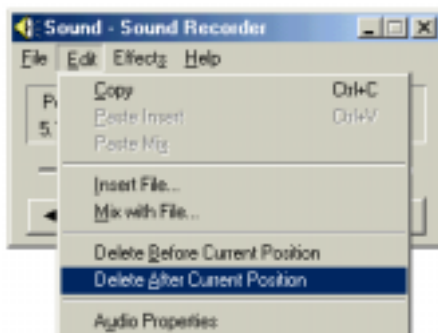 Sound - Sound Recorder
File Edit Effects Help
Copy Ctrl+C
Paste Insert Ctrl+V
Paste Mix
Insert File...
Mix with File...
Delete Before Current Position
Delete After Current Position
Audio Properties